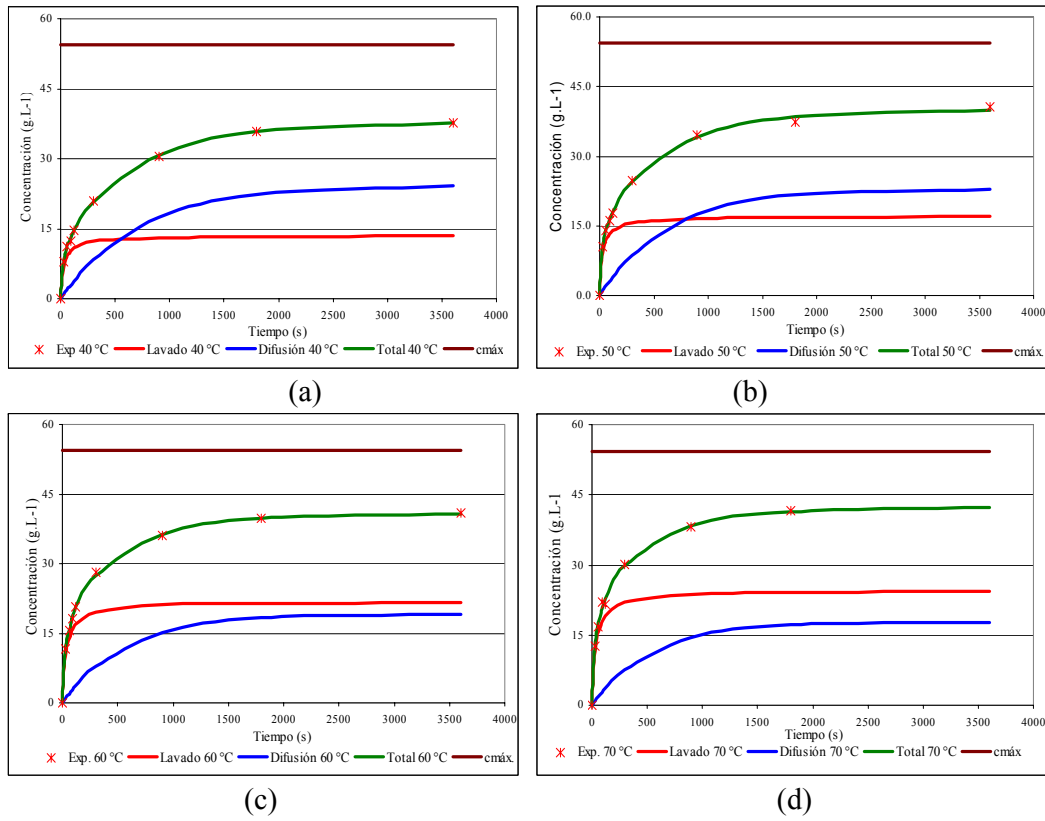 60
45
30
15
0
Concentración (g.L-1)
0 500 1000 1500 2000 2500 3000 3500 4000
Tiempo (s)
Exp 40 °C Lavado 40 °C Difusión 40 °C Total 40 °C cmáx.
(a)
60.0
45.0
30.0
15.0
0.0
Concentración (g.L-1)
0 500 1000 1500 2000 2500 3000 3500 4000
Tiempo (s)
Exp. 50 °C Lavado 50 °C Difusión 50 °C Total 50 °C cmáx.
(b)
60
45
30
15
0
Concentración (g.L-1)
0 500 1000 1500 2000 2500 3000 3500 4000
Tiempo (s)
Exp. 60 °C Lavado 60 °C Difusión 60 °C Total 60 °C cmáx.
(c)
60
45
30
15
0
Concentración (g.L-1
0 500 1000 1500 2000 2500 3000 3500 4000
Tiempo (s)
Exp. 70 °C Lavado 70 °C Difusión 70 °C Total 70 °C cmáx
(d)